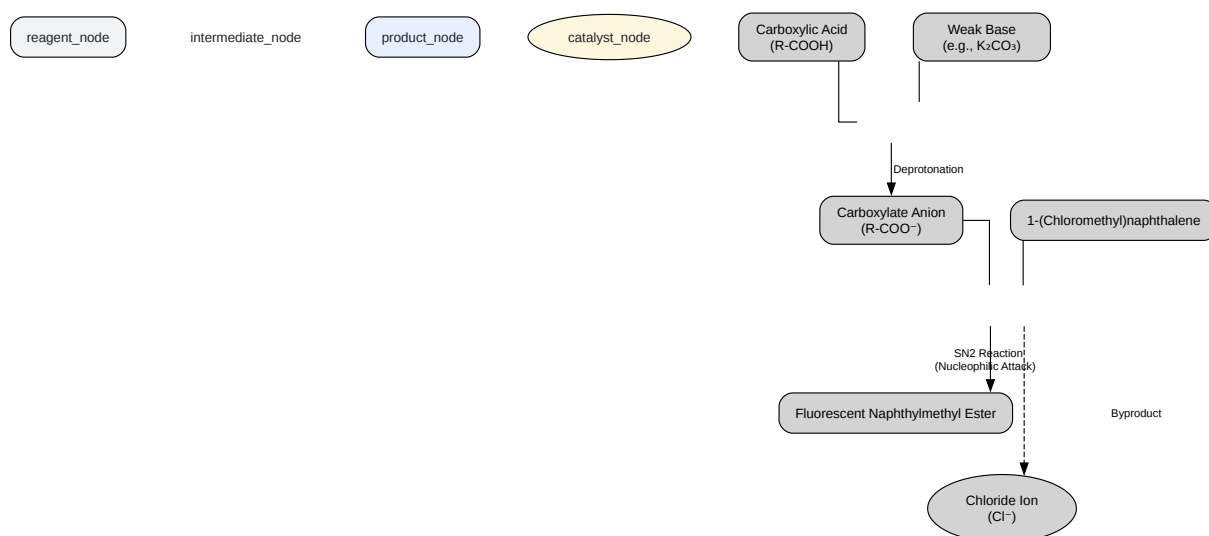 reagent_node
intermediate_node
product_node
catalyst_node
Carboxylic Acid
(R-COOH)
Weak Base
(e.g., K₂CO₃)
Deprotonation
Carboxylate Anion
(R-COO⁻)
1-(Chloromethyl)naphthalene
SN2 Reaction
(Nucleophilic Attack)
Fluorescent Naphthylmethyl Ester
Byproduct
Chloride Ion
(Cl⁻)